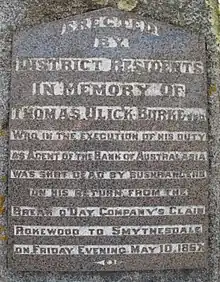 ERECTED
BY
DISTRICT RESIDENTS
IN MEMORY OF
THOMAS ULICK BURKE
WHO IN THE EXECUTION OF HIS DUTY
AS AGENT OF THE BANK OF AUSTRALASIA
WAS SHOT DEAD BY BUSHRANGERS
ON HIS RETURN FROM THE
BREAK O'DAY COMPANY'S CLAIM
ROKEWOOD TO SMYTHESDALE
ON FRIDAY EVENING MAY 10. 1867